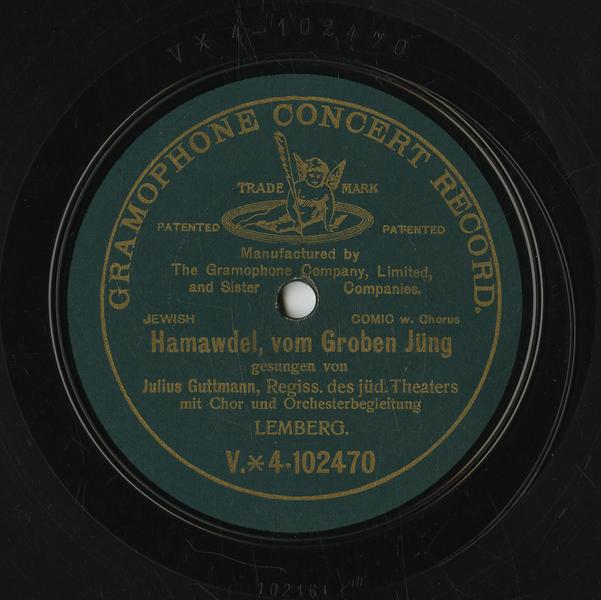 V * 4-102470
GRAMOPHONE CONCERT RECORD.
TRADE MARK
PATENTED PATENTED
Manufactured by
The Gramophone Company, Limited,
and Sister Companies.
JEWISH COMIC w. Chorus
Hamawdel, vom Groben Jüng
gesungen von
Julius Guttmann, Regiss. des jüd. Theaters
mit Chor und Orchesterbegleitung
LEMBERG.
V.*4-102470